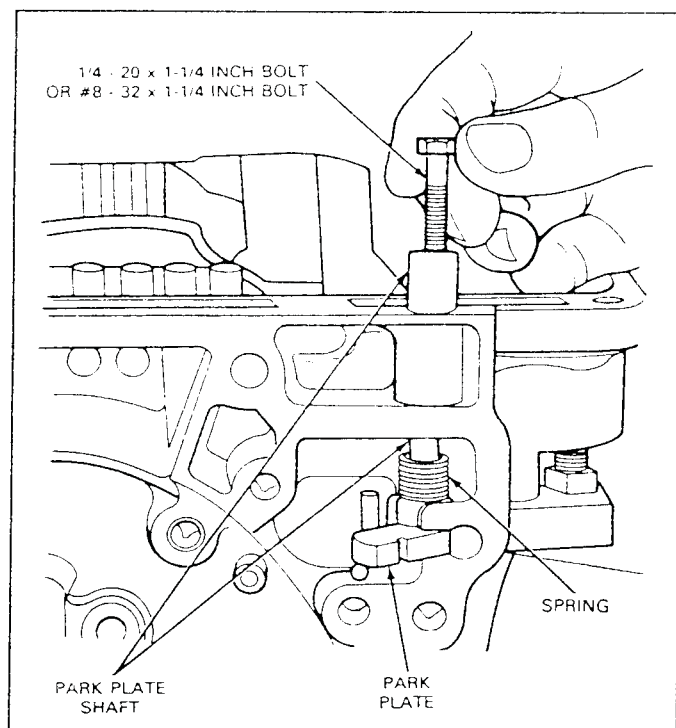 1/4 - 20 x 1-1/4 INCH BOLT
OR #8 - 32 x 1-1/4 INCH BOLT
SPRING
PARK PLATE
SHAFT
PARK
PLATE